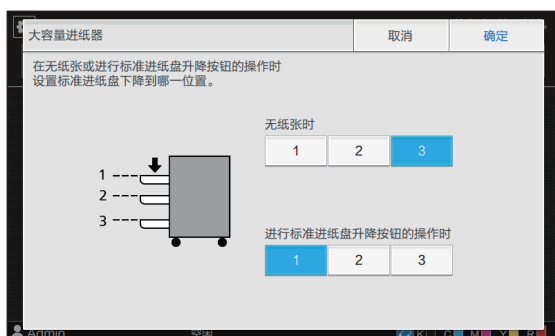 大容量进纸器
取消
确定
在无纸张或进行标准进纸盘升降按钮的操作时
设置标准进纸盘下降到哪一位置。
无纸张时
1 2 3
1
2
3
进行标准进纸盘升降按钮的操作时
1 2 3
Admin
空闲
K C M Y R